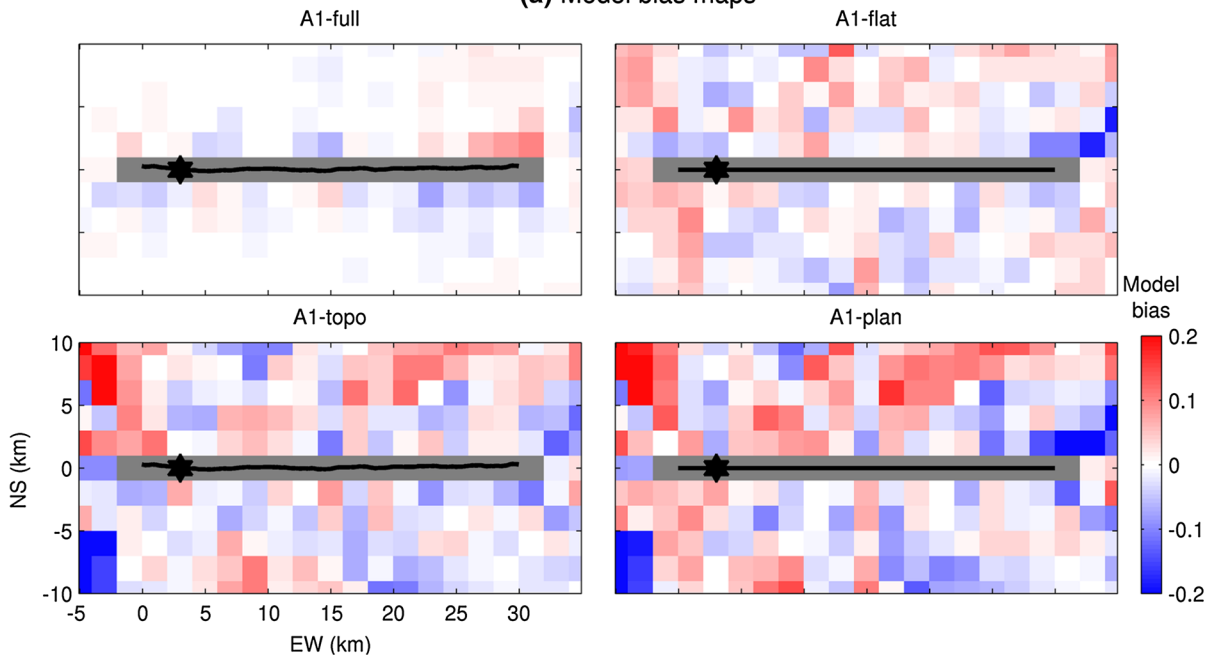 (a) Model bias maps
A1-full
A1-flat
A1-topo
A1-plan
Model
bias
10
5
0
-5
-10
NS (km)
-5 0 5 10 15 20 25 30
EW (km)
0.2
0.1
0
-0.1
-0.2